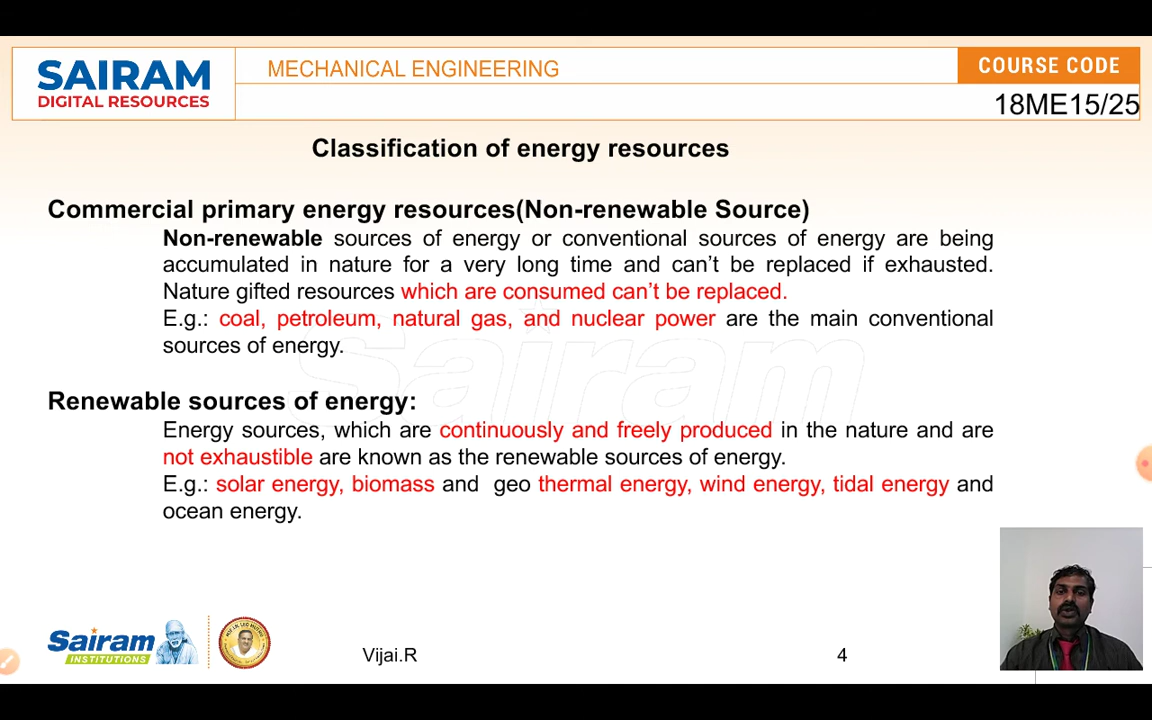 SAIRAM
DIGITAL RESOURCES
MECHANICAL ENGINEERING
COURSE CODE
18ME15/25
Classification of energy resources
Commercial primary energy resources(Non-renewable Source)
Non-renewable sources of energy or conventional sources of energy are being
accumulated in nature for a very long time and can't be replaced if exhausted.
Nature gifted resources which are consumed can't be replaced.
E.g.: coal, petroleum, natural gas, and nuclear power are the main conventional
sources of energy.
Sairam
Renewable sources of energy:
Energy sources, which are continuously and freely produced in the nature and are
not exhaustible are known as the renewable sources of energy.
E.g.: solar energy, biomass and geo thermal energy, wind energy, tidal energy and
ocean energy.
Sairam
INSTITUTIONS
Vijai.R
4